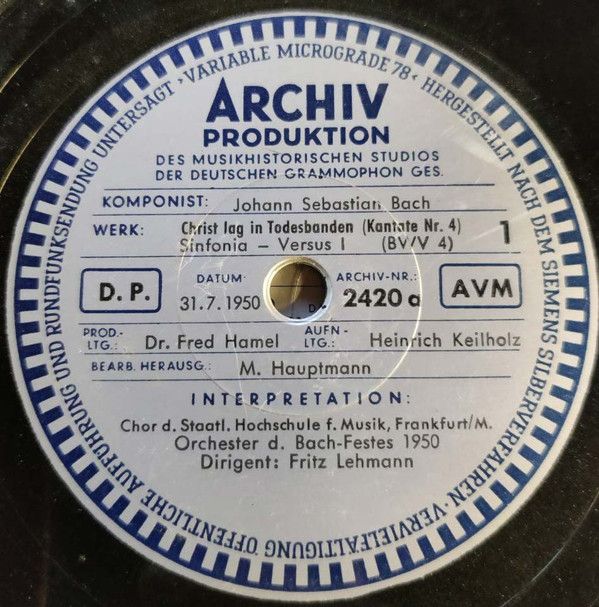 VARIABLE MICROGRADE 78 · HERGESTELLT NACH DEM SIEMENS SILBERVERFAHREN · VERVIELFÄLTIGUNG ÖFFENTLICHE AUFFÜHRUNG UND RUNDFUNKSENDUNG UNTERSAGT ·
ARCHIV
PRODUKTION
DES MUSIKHISTORISCHEN STUDIOS
DER DEUTSCHEN GRAMMOPHON GES.
KOMPONIST: Johann Sebastian Bach
WERK: Christ lag in Todesbanden (Kantate Nr. 4) 1
Sinfonia – Versus I (BWV 4)
D. P. DATUM· 31.7.1950 ARCHIV-NR.: 2420 a AVM
PROD.-LTG.: Dr. Fred Hamel AUFN-LTG.: Heinrich Keilholz
BEARB. HERAUSG.: M. Hauptmann
INTERPRETATION:
Chor d. Staatl. Hochschule f. Musik, Frankfurt/M.
Orchester d. Bach-Festes 1950
Dirigent: Fritz Lehmann